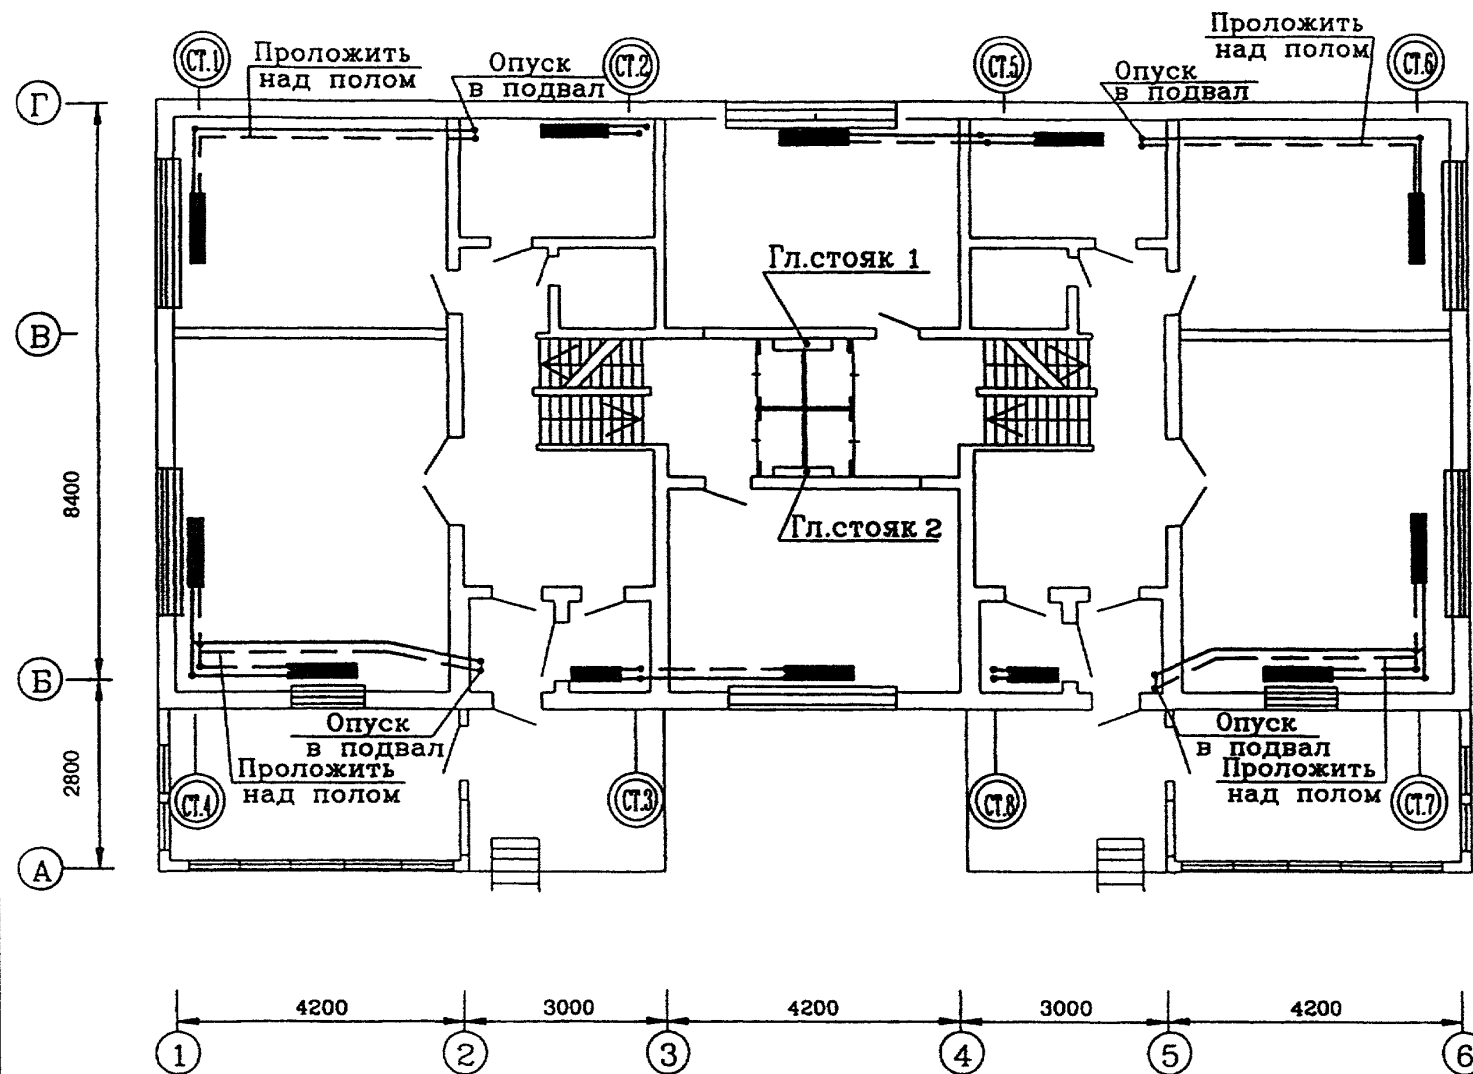 СТ.1
Проложить
над полом
Опуск
в подвал
СТ.2
СТ.5
Опуск
в подвал
Проложить
над полом
СТ.6
Г
В
Б
А
8400
2800
Гл.стояк 1
Гл.стояк 2
Опуск
в подвал
Проложить
над полом
СТ.4
СТ.3
СТ.8
Опуск
в подвал
Проложить
над полом
СТ.7
4200
3000
4200
3000
4200
1
2
3
4
5
6